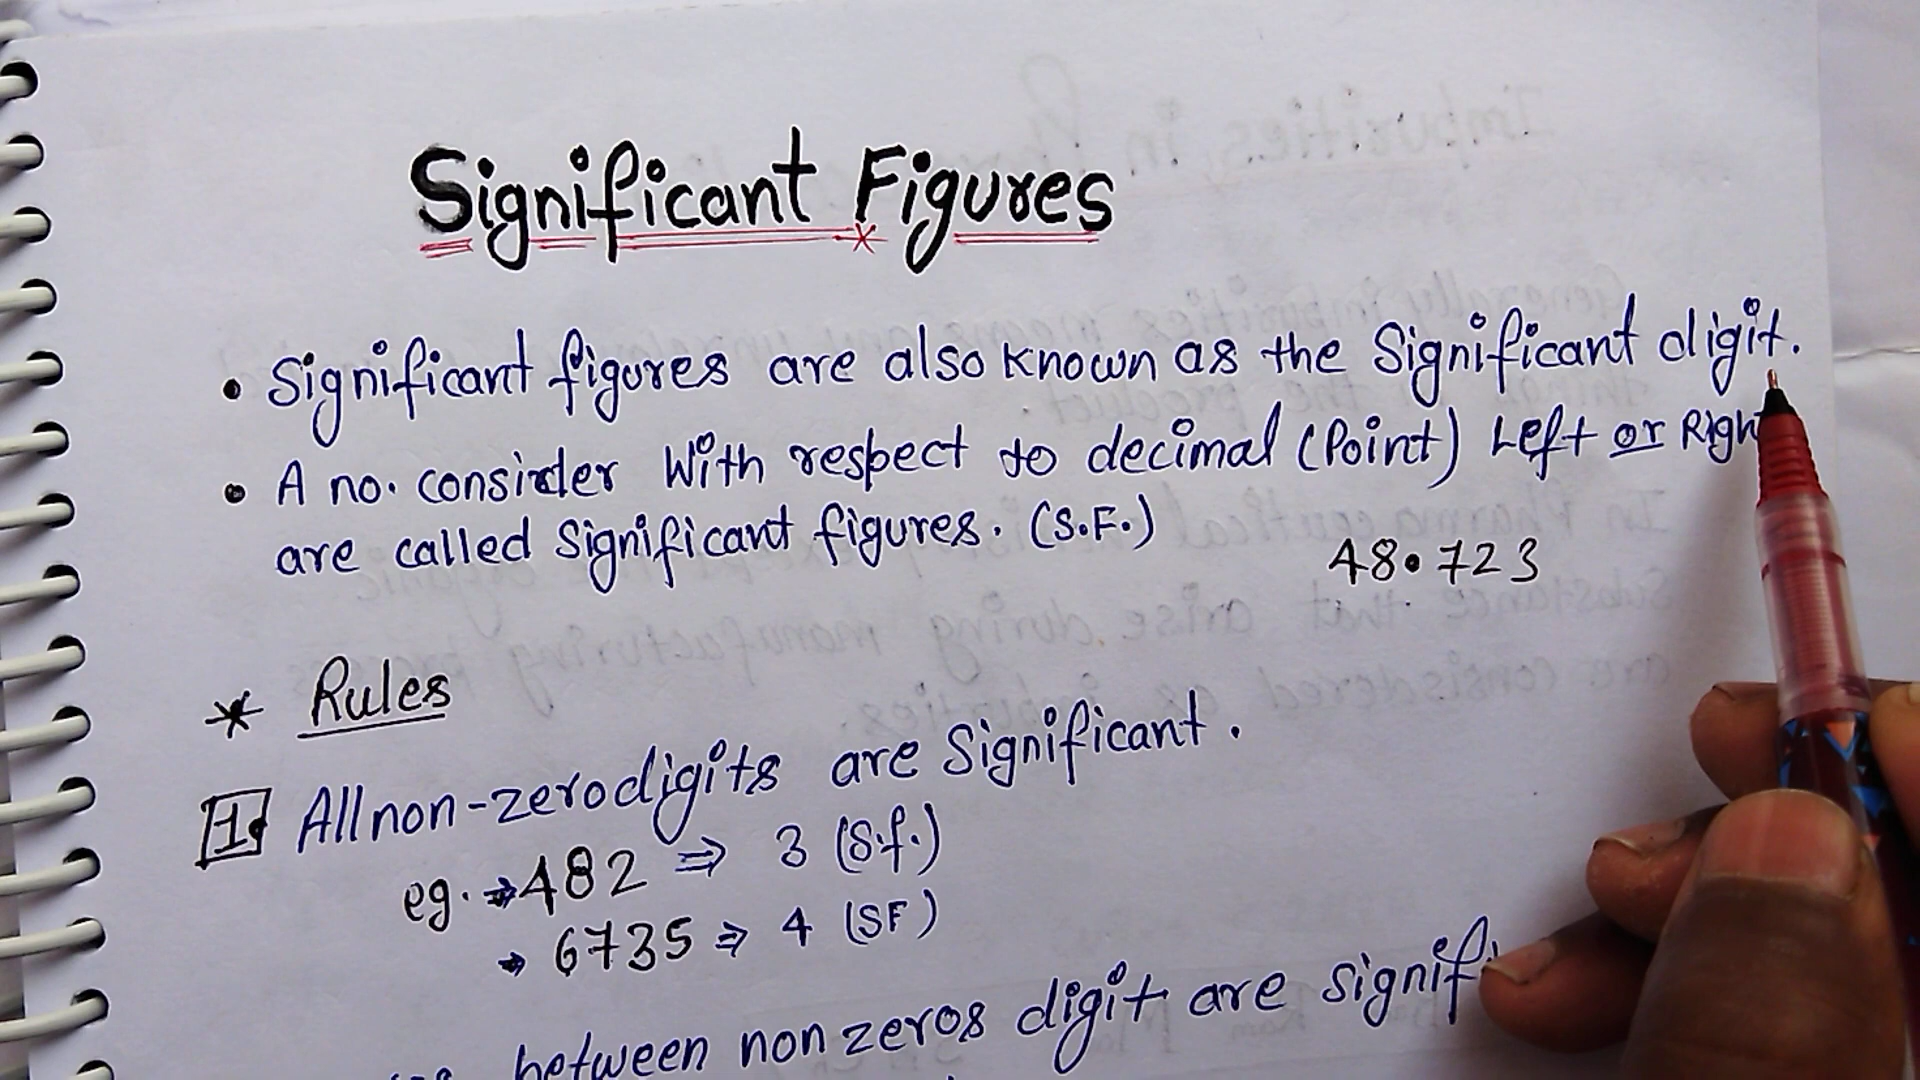 Significant Figures
• Significant figures are also known as the Significant digit.
• A no. consider With respect to decimal (Point) Left or Righ
are called Significant figures. (S.F.)
48.723
* Rules
1. All non-zero digits are Significant.
eg. → 482 ⇒ 3 (S.f.)
→ 6735 ⇒ 4 (SF)
between non zeros digit are signif